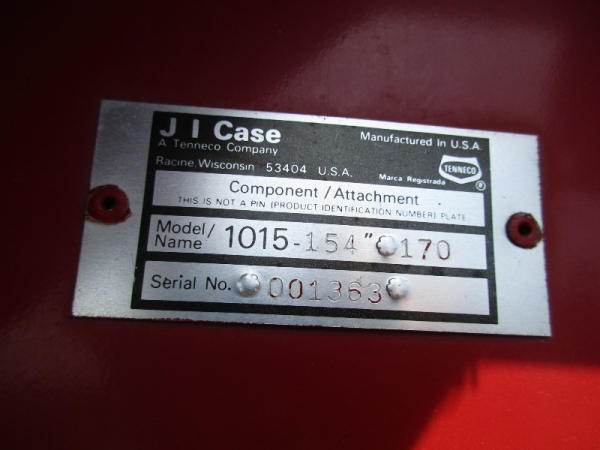 J I Case
A Tenneco Company
Racine, Wisconsin 53404 U.S.A.
Manufactured In U.S.A.
TENNECO
Marca Registrada ®
Component/Attachment
THIS IS NOT A PIN (PRODUCT IDENTIFICATION NUMBER) PLATE
Model/Name 1015-154" 170
Serial No. 001363